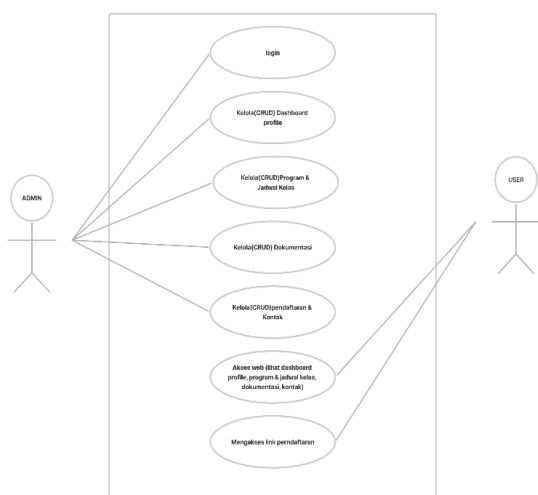 login
Kelola(CRUD) Dashboard
profile
Kelola(CRUD)Program &
Jadwal Kelas
ADMIN
USER
Kelola(CRUD) Dokumentasi
Kelola(CRUD)pendaftaran &
Kontak
Akses web (lihat dashboard
profile, program & jadwal kelas,
dokumentasi, kontak)
Mengakses link perndaftaran